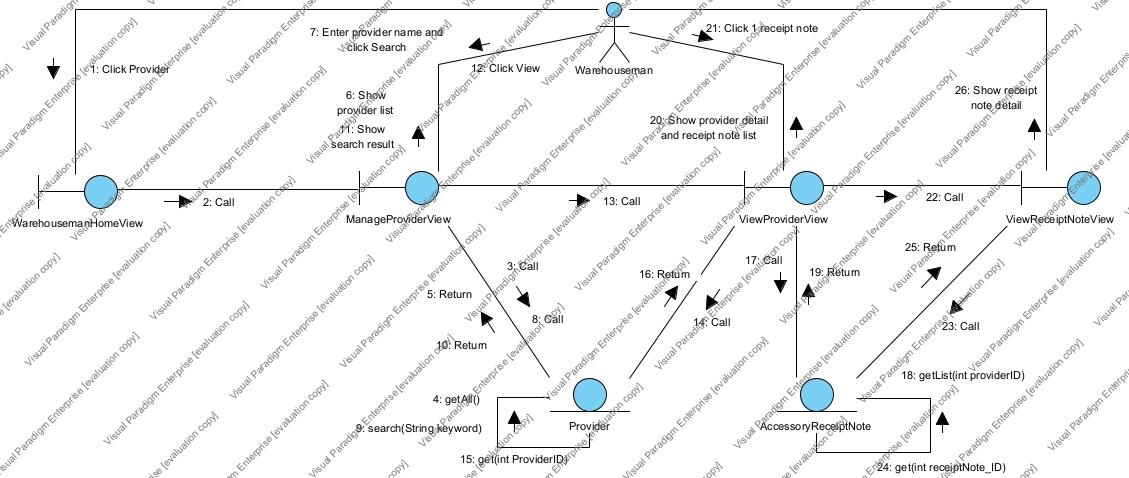 7: Enter provider name and
click Search
21: Click 1 receipt note
1: Click Provider
12: Click View
Warehouseman
6: Show
provider list
11: Show
search result
20: Show provider detail
and receipt note list
26: Show receipt
note detail
2: Call
13: Call
22: Call
WarehousemanHomeView
ManageProviderView
ViewProviderView
ViewReceiptNoteView
3: Call
5: Return
8: Call
10: Return
16: Return
14: Call
17: Call
19: Return
25: Return
23: Call
4: getAll()
9: search(String keyword)
15: get(int ProviderID)
Provider
18: getList(int providerID)
AccessoryReceiptNote
24: get(int receiptNote_ID)
Visual Paradigm Enterprise [evaluation copy]